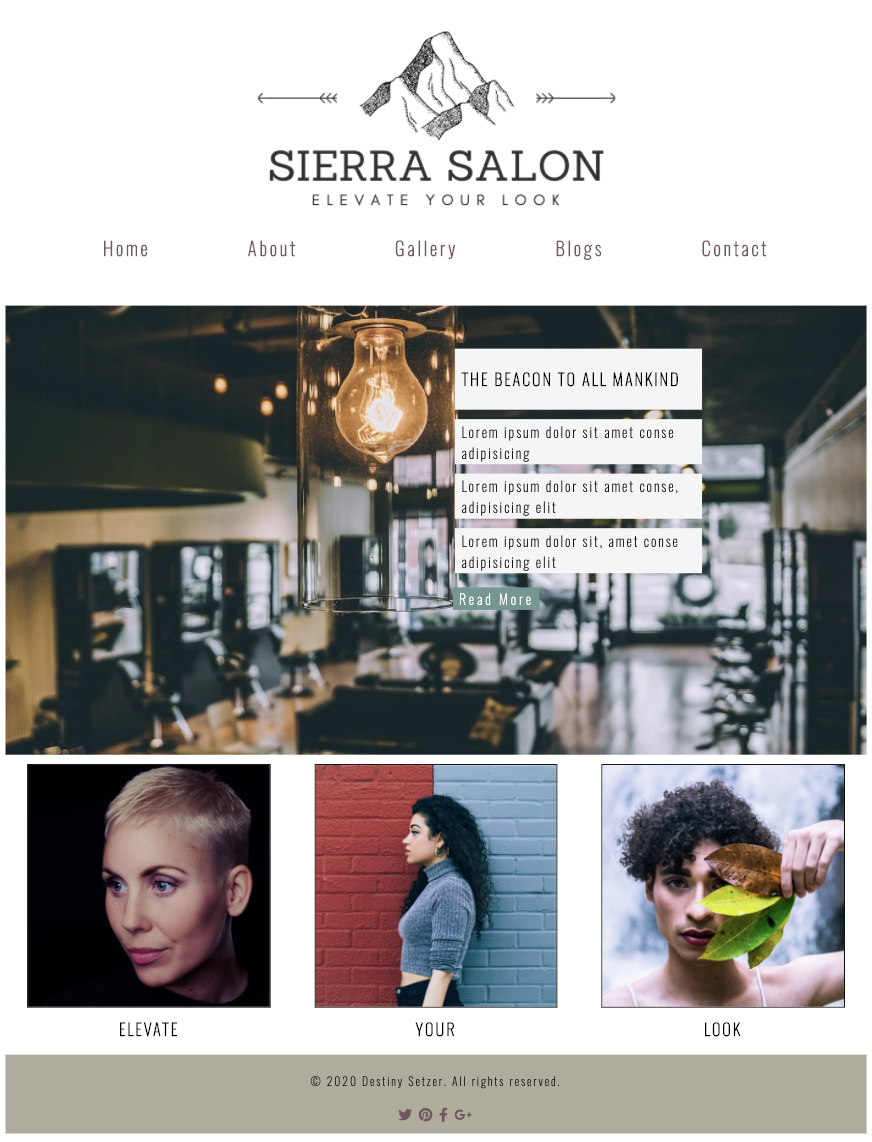 SIERRA SALON
ELEVATE YOUR LOOK
Home About Gallery Blogs Contact
THE BEACON TO ALL MANKIND
Lorem ipsum dolor sit amet conse
adipisicing
Lorem ipsum dolor sit amet conse,
adipisicing elit
Lorem ipsum dolor sit, amet conse
adipisicing elit
Read More
ELEVATE YOUR LOOK
© 2020 Destiny Setzer. All rights reserved.